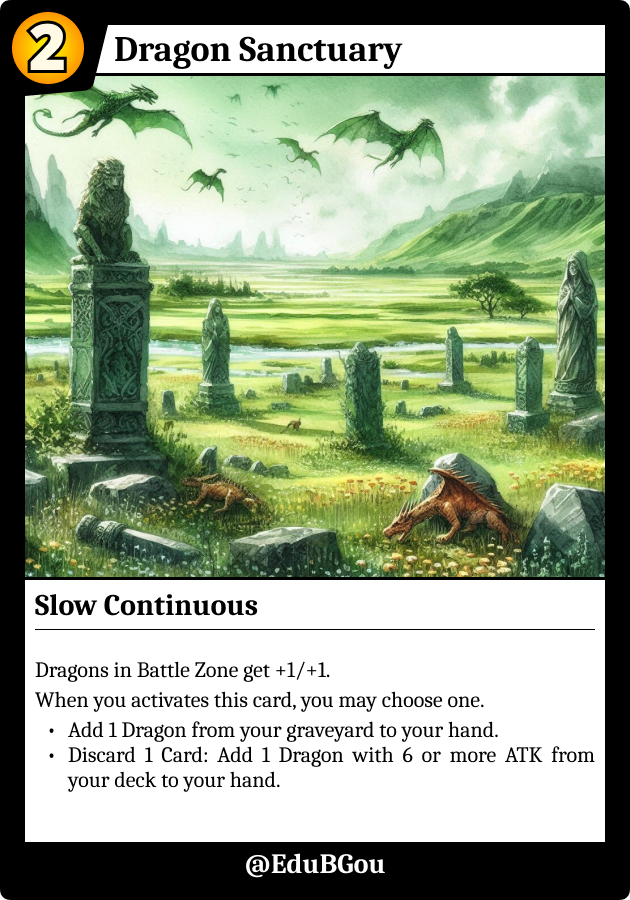 2
Dragon Sanctuary
Slow Continuous
Dragons in Battle Zone get +1/+1.
When you activates this card, you may choose one.
• Add 1 Dragon from your graveyard to your hand.
• Discard 1 Card: Add 1 Dragon with 6 or more ATK from
your deck to your hand.
@EduBGou